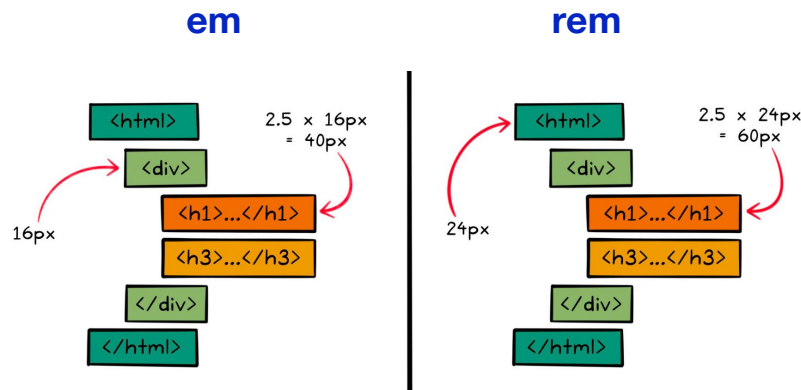 em
<html>
2.5 x 16px
= 40px
<div>
<h1>...</h1>
16px
<h3>...</h3>
</div>
</html>
rem
<html>
2.5 x 24px
= 60px
<div>
<h1>...</h1>
24px
<h3>...</h3>
</div>
</html>